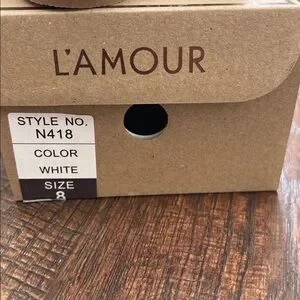 L'AMOUR
STYLE NO.
N418
COLOR
WHITE
SIZE
8